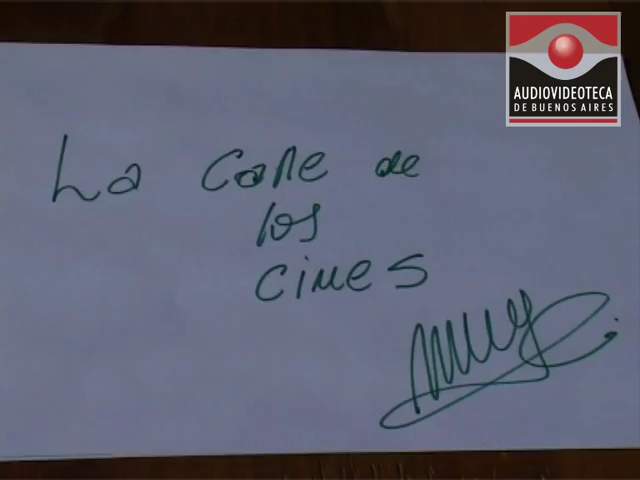 AUDIOVIDEOTECA
DE BUENOS AIRES
La Calle de
los
cines